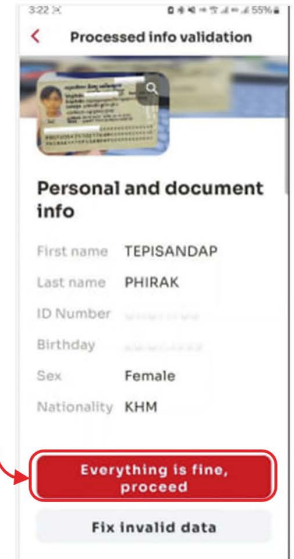 3:22
55%
Processed info validation
Personal and document
info
First name TEPISANDAP
Last name PHIRAK
ID Number
Birthday
Sex Female
Nationality KHM
Everything is fine,
proceed
Fix invalid data